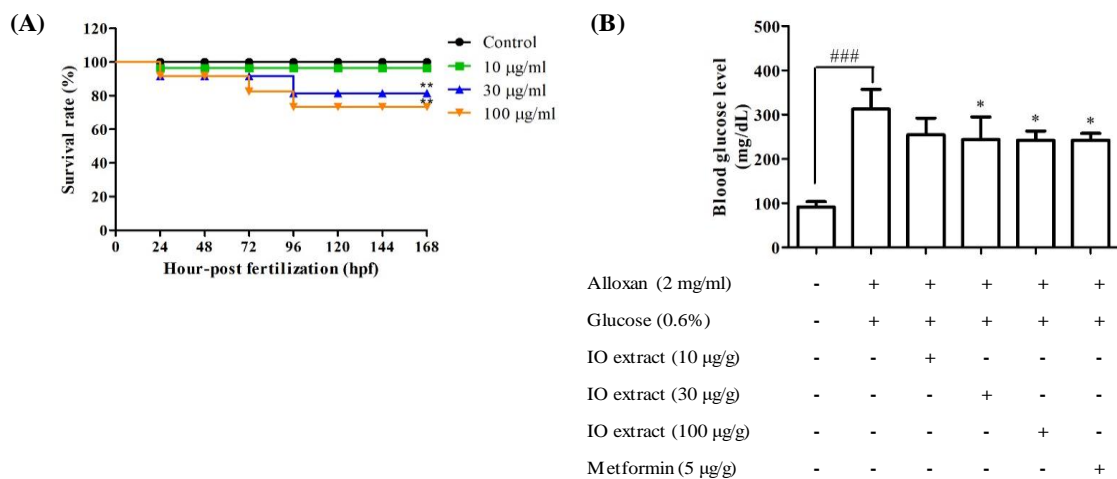 (A)
120
100
80
60
40
20
0
Survival rate (%)
0 24 48 72 96 120 144 168
Hour-post fertilization (hpf)
Control
10 μg/ml
30 μg/ml
100 μg/ml
**
**
(B)
500
400
300
200
100
0
Blood glucose level
(mg/dL)
###
* * *
Alloxan (2 mg/ml) - + + + + +
Glucose (0.6%) - + + + + +
IO extract (10 μg/g) - - + - - -
IO extract (30 μg/g) - - - + - -
IO extract (100 μg/g) - - - - + -
Metformin (5 μg/g) - - - - - +